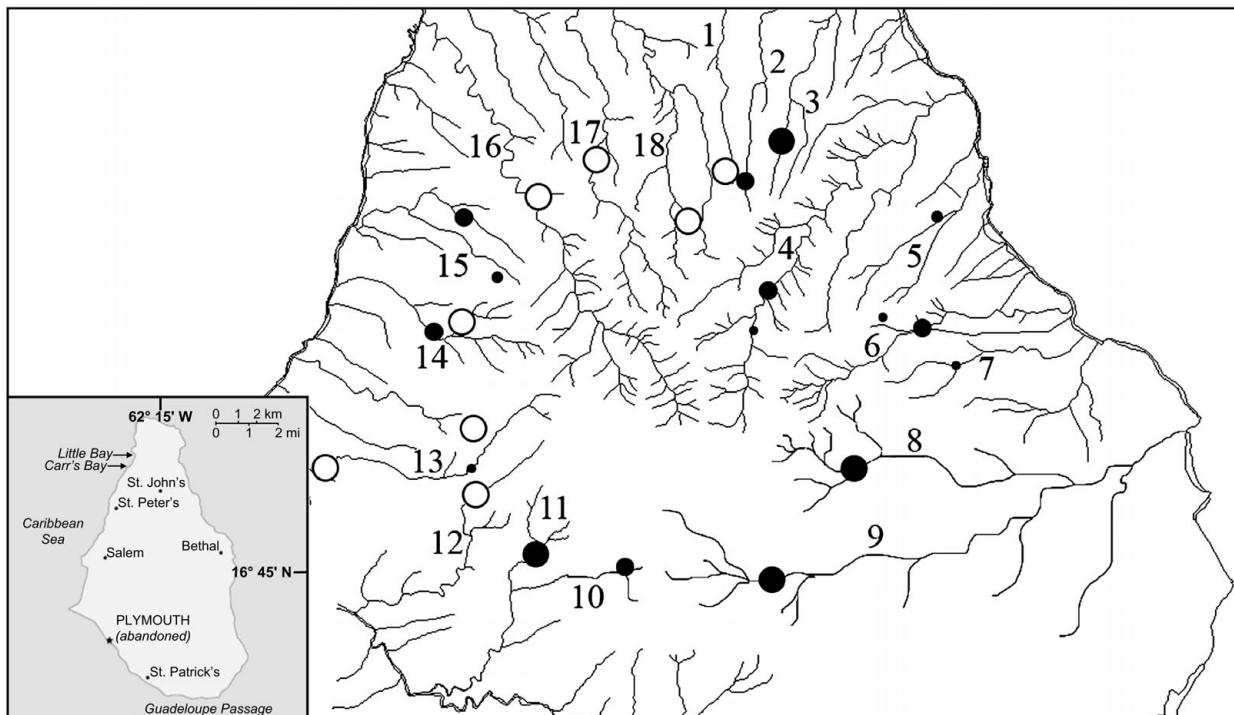 1
2
3
17
16
18
4
15
5
14
6
7
62° 15' W
0 1 2 km
0 2 mi
Little Bay
Carr's Bay
St. John's
St. Peter's
Caribbean
Sea
Salem
Bethal
16° 45' N
PLYMOUTH
(abandoned)
St. Patrick's
Guadeloupe Passage
13
8
11
12
9
10